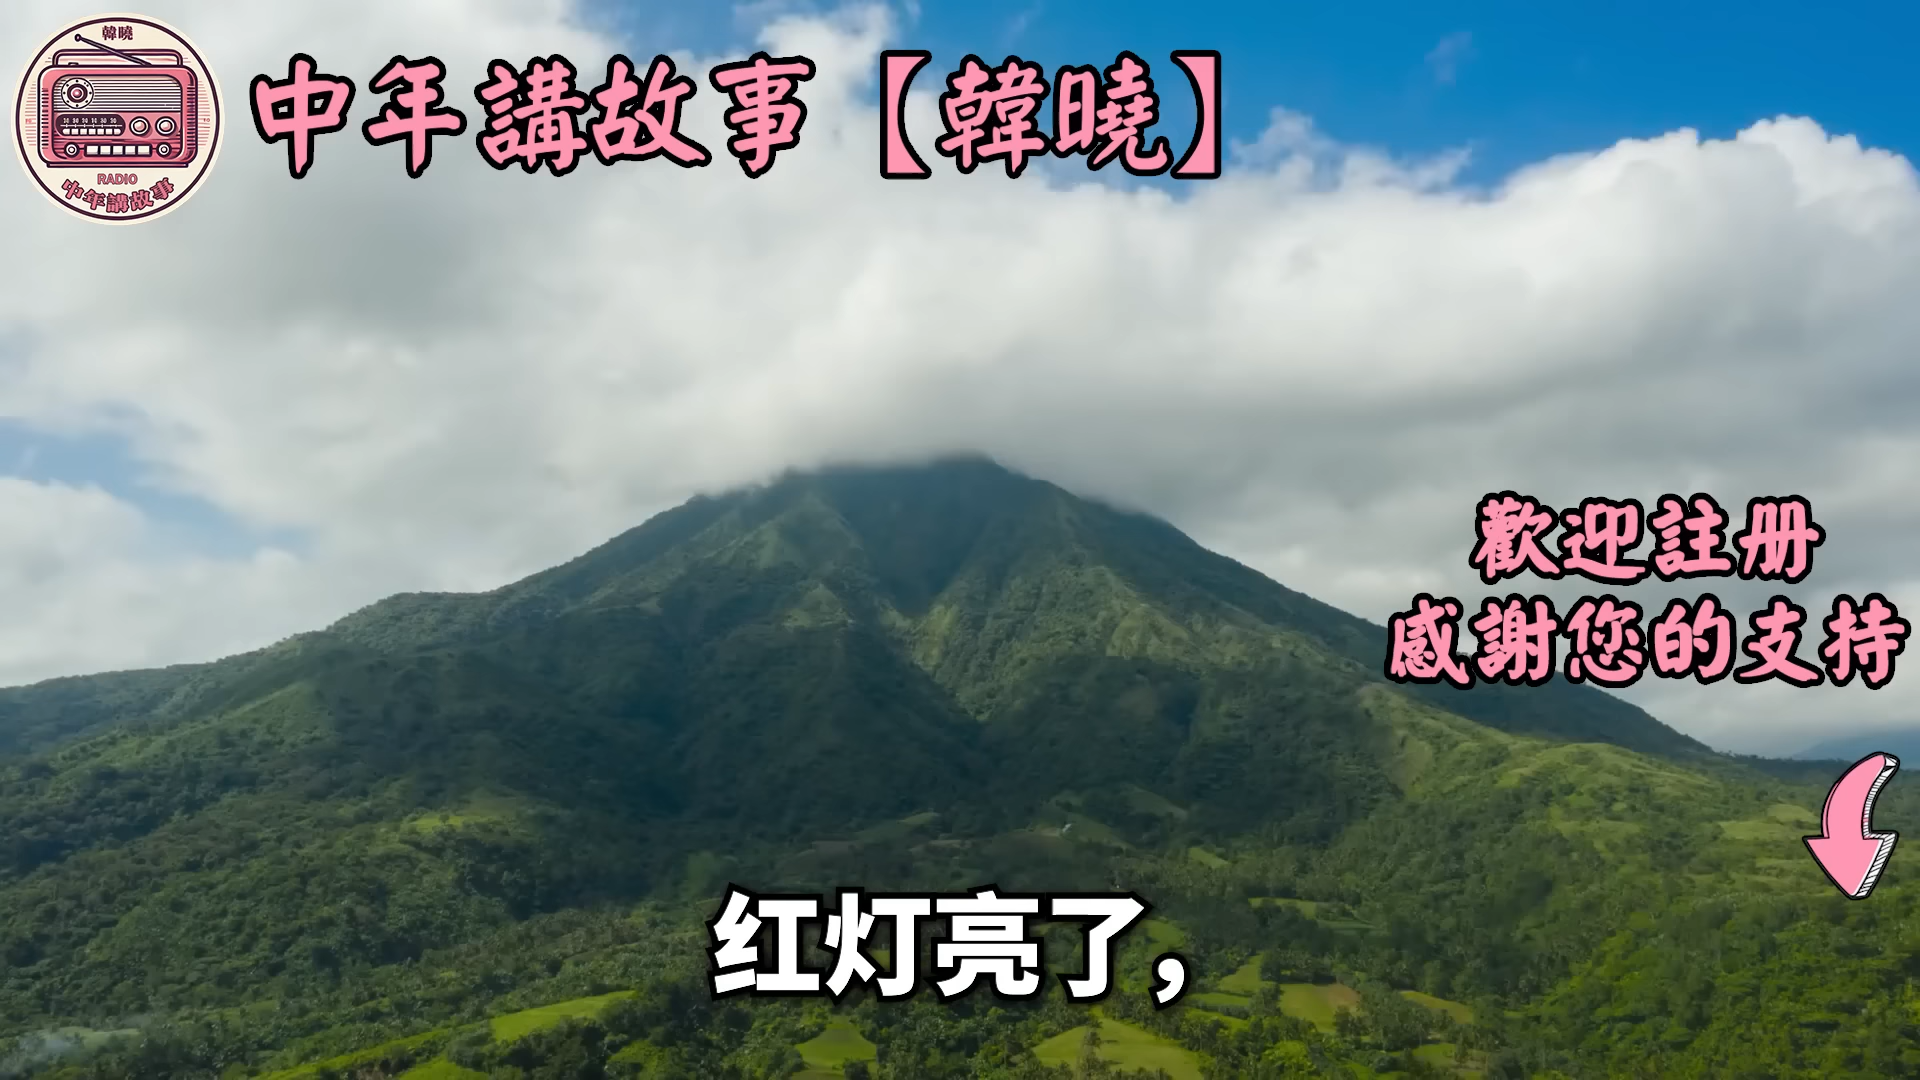 韓曉
RADIO
中年講故事
中年講故事【韓曉】
歡迎註册
感謝您的支持
红灯亮了，